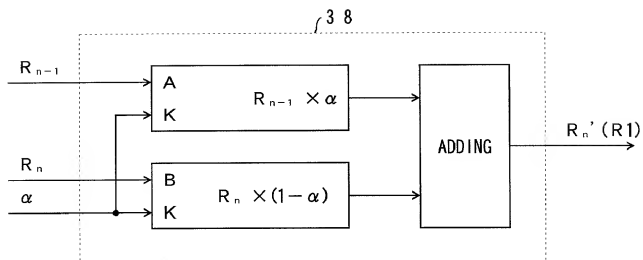 38
R_{n-1}
A
K
R_{n-1} × α
R_n
α
B
K
R_n × (1-α)
ADDING
R_n' (R1)